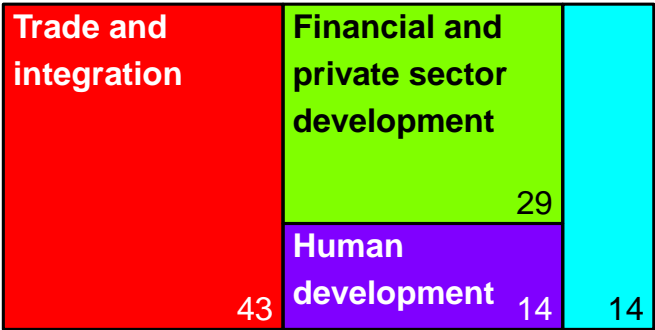 Trade and
integration
43
Financial and
private sector
development
29
Human
development
14
14